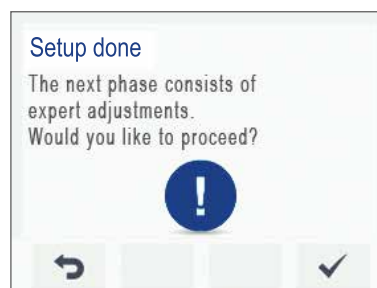 Setup done
The next phase consists of
expert adjustments.
Would you like to proceed?
!